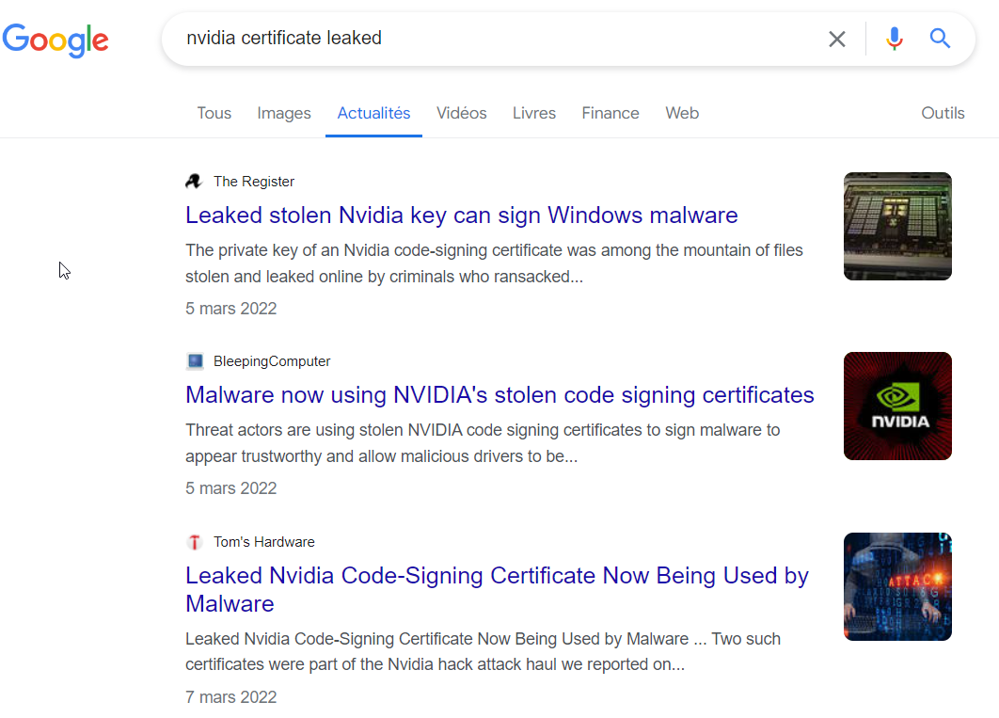 Google
nvidia certificate leaked
Tous Images Actualités Vidéos Livres Finance Web Outils
The Register
Leaked stolen Nvidia key can sign Windows malware
The private key of an Nvidia code-signing certificate was among the mountain of files
stolen and leaked online by criminals who ransacked...
5 mars 2022
BleepingComputer
Malware now using NVIDIA's stolen code signing certificates
Threat actors are using stolen NVIDIA code signing certificates to sign malware to
appear trustworthy and allow malicious drivers to be...
5 mars 2022
NVIDIA
Tom's Hardware
Leaked Nvidia Code-Signing Certificate Now Being Used by
Malware
Leaked Nvidia Code-Signing Certificate Now Being Used by Malware ... Two such
certificates were part of the Nvidia hack attack haul we reported on...
7 mars 2022
ATTACK